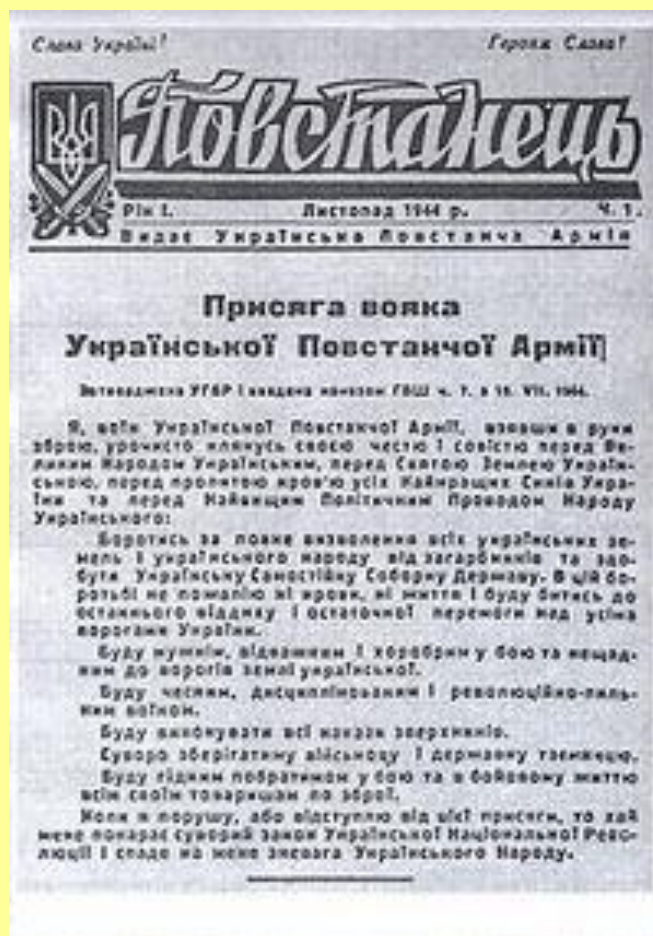 Слава Україні! Героям Слава!
Повстанець
Рік I. Листопад 1944 р. Ч. 1.
Видає Українська Повстанча Армія
Присяга вояка
Української Повстанчої Армії
Затверджена УГВР і введена наказом ГВШ ч. 7. з 19. VII. 1944.
Я, воїн Української Повстанчої Армії, взявши в руки
зброю, урочисто клянусь своєю честю і совістю перед Ве-
ликим Народом Українським, перед Святою Землею Україн-
ською, перед пролитою кров'ю усіх Найкращих Синів Укра-
їни та перед Найвищим Політичним Проводом Народу
Українського:
Боротись за повне визволення всіх українських зе-
мель і українського народу від загарбників та здо-
бути Українську Самостійну Соборну Державу. В цій бо-
ротьбі не пожалію ні крови, ні життя і буду битись до
останнього віддиху і остаточної перемоги над усіма
ворогами України.
Буду мужнім, відважним і хоробрим у бою та нещад-
ним до ворогів землі української.
Буду чесним, дисциплінованим і революційно-пиль-
ним воїном.
Буду виконувати всі накази зверхників.
Суворо зберігатиму військову і державну таємницю.
Буду гідним побратимом у бою та в бойовому життю
всім своїм товаришам по зброї.
Коли я порушу, або відступлю від цієї присяги, то хай
мене покарає суворий закон Української Національної Рево-
люції і спаде на мене зневага Українського Народу.